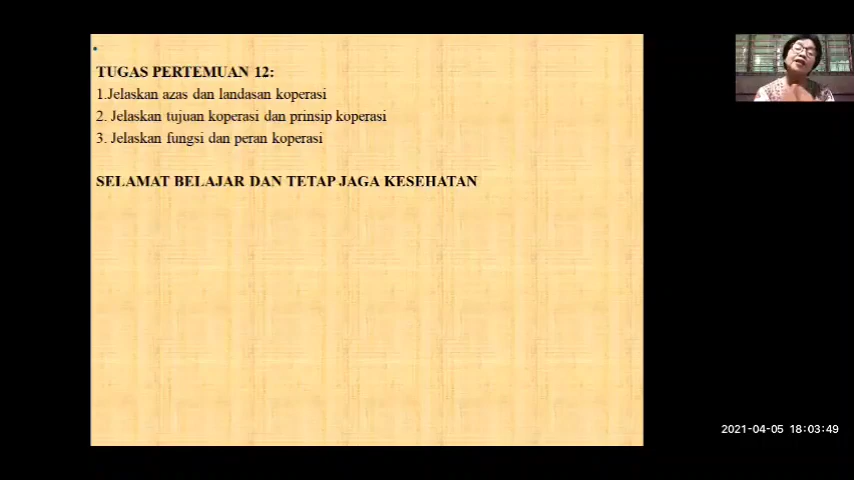 TUGAS PERTEMUAN 12:
1.Jelaskan azas dan landasan koperasi
2. Jelaskan tujuan koperasi dan prinsip koperasi
3. Jelaskan fungsi dan peran koperasi
SELAMAT BELAJAR DAN TETAP JAGA KESEHATAN
2021-04-05 18:03:49